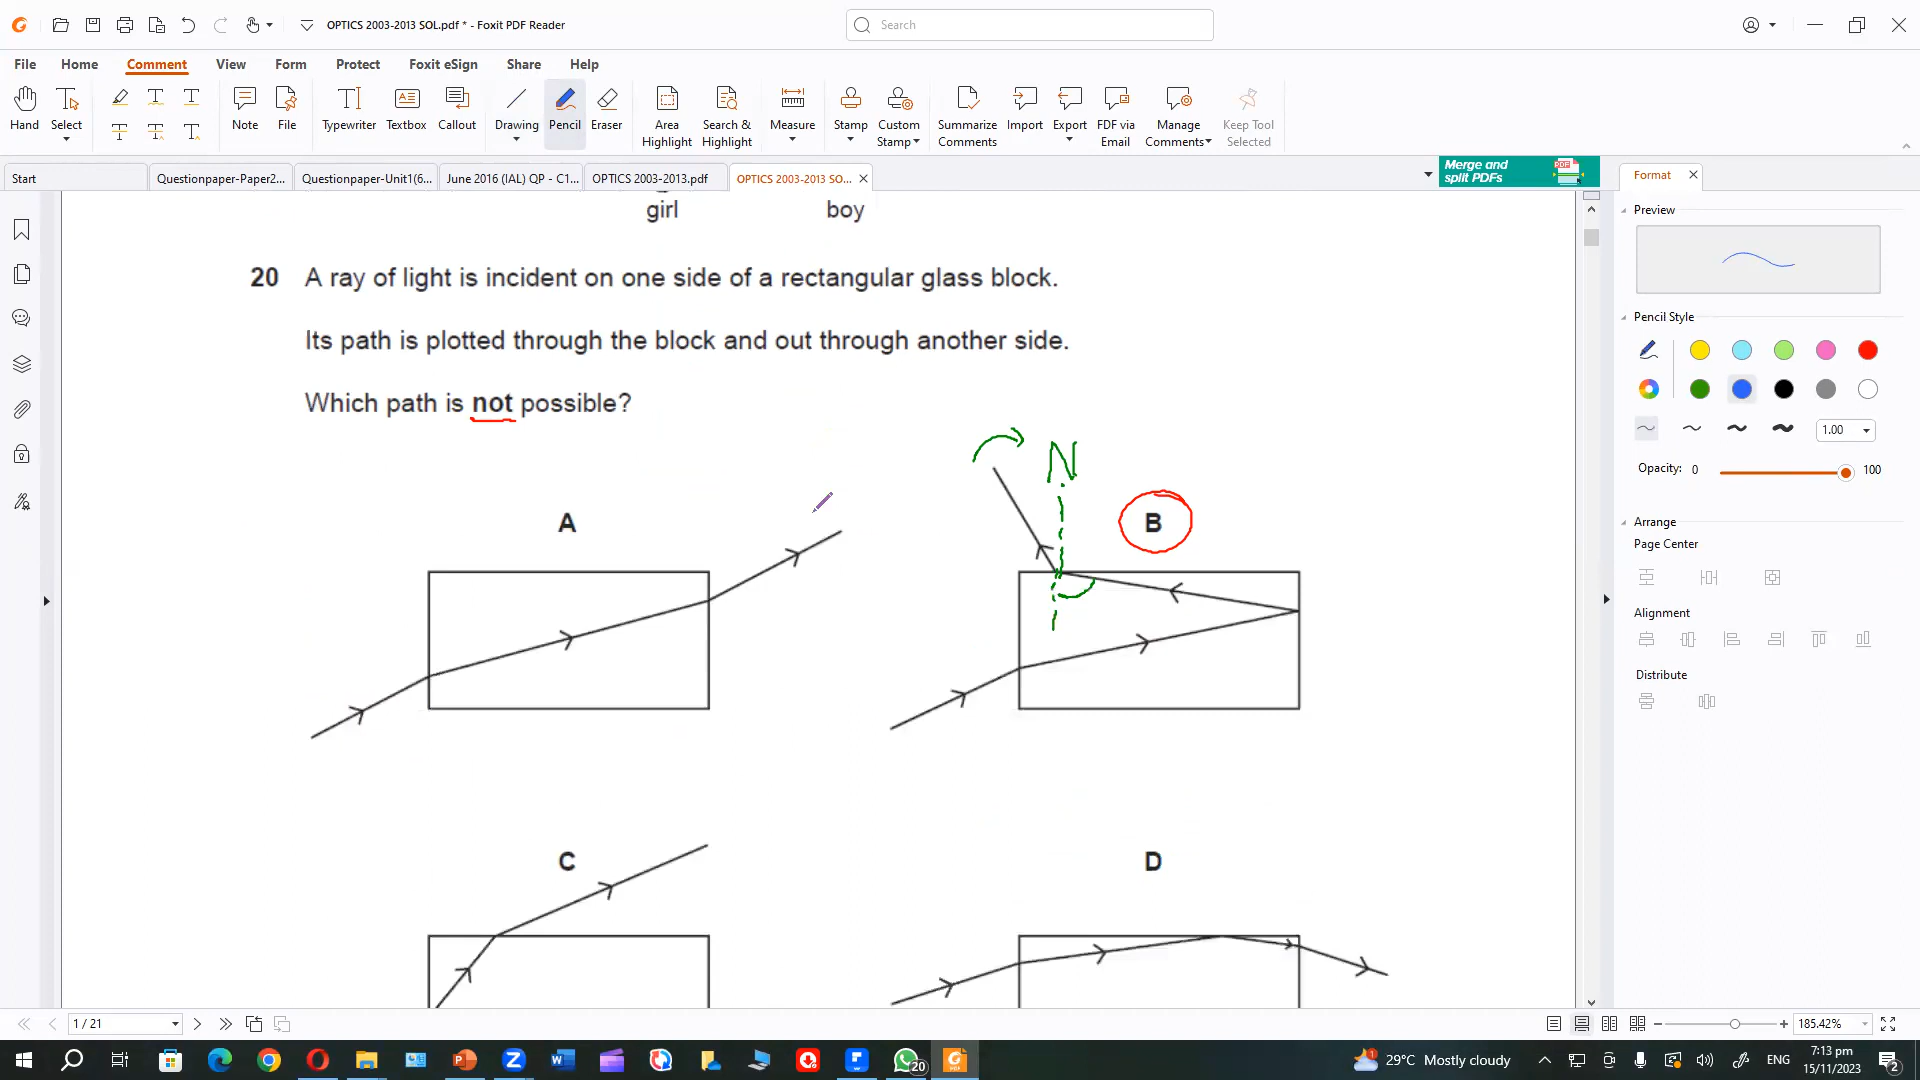 OPTICS 2003-2013 SOL.pdf * - Foxit PDF Reader
Search
File Home Comment View Form Protect Foxit eSign Share Help
Hand Select Note File Typewriter Textbox Callout Drawing Pencil Eraser Area Highlight Search & Highlight Measure Stamp Custom Stamp Summarize Comments Import Export FDF via Email Manage Comments Keep Tool Selected
Start Questionpaper-Paper2... Questionpaper-Unit1(6... June 2016 (IAL) QP - C1... OPTICS 2003-2013.pdf OPTICS 2003-2013 SO...
Merge and
split PDFs
Format
Preview
Pencil Style
1.00
Opacity: 0 100
Arrange
Page Center
Alignment
Distribute
girl boy
20 A ray of light is incident on one side of a rectangular glass block.
Its path is plotted through the block and out through another side.
Which path is not possible?
N
A B
C D
1 / 21
185.42%
20
29°C Mostly cloudy
ENG
7:13 pm
15/11/2023
2